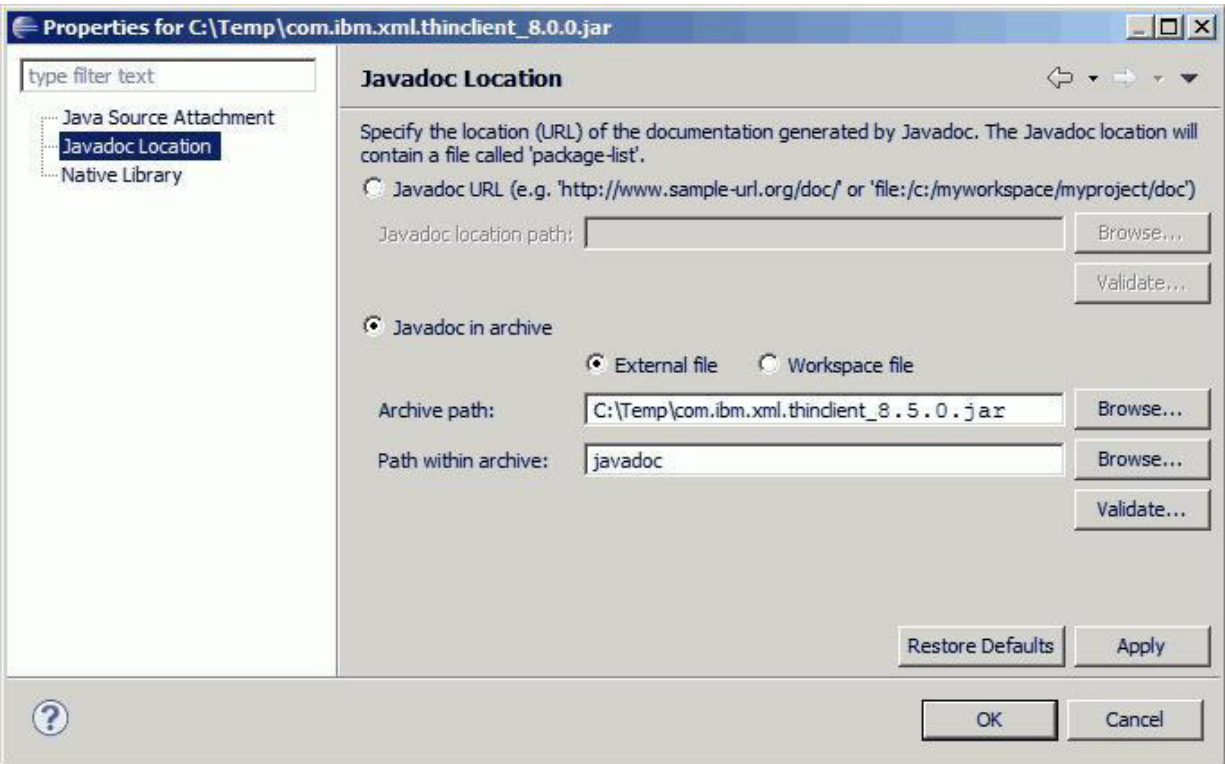 Properties for C:\Temp\com.ibm.xml.thinclient_8.0.0.jar
type filter text
Java Source Attachment
Javadoc Location
Native Library
Javadoc Location
Specify the location (URL) of the documentation generated by Javadoc. The Javadoc location will
contain a file called 'package-list'.
Javadoc URL (e.g. 'http://www.sample-url.org/doc/' or 'file:/c:/myworkspace/myproject/doc')
Javadoc location path: Browse...
Validate...
Javadoc in archive
External file Workspace file
Archive path: C:\Temp\com.ibm.xml.thinclient_8.5.0.jar Browse...
Path within archive: javadoc Browse...
Validate...
Restore Defaults Apply
? OK Cancel